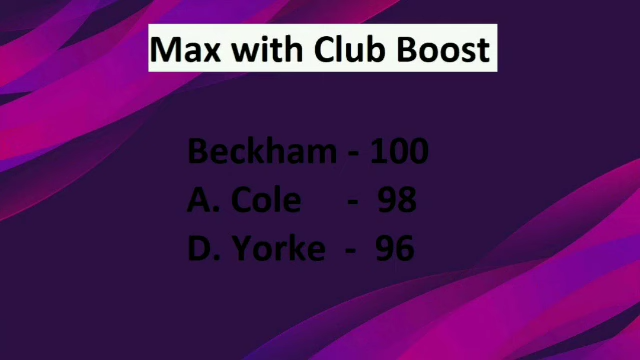 Max with Club Boost
Beckham - 100
A. Cole - 98
D. Yorke - 96